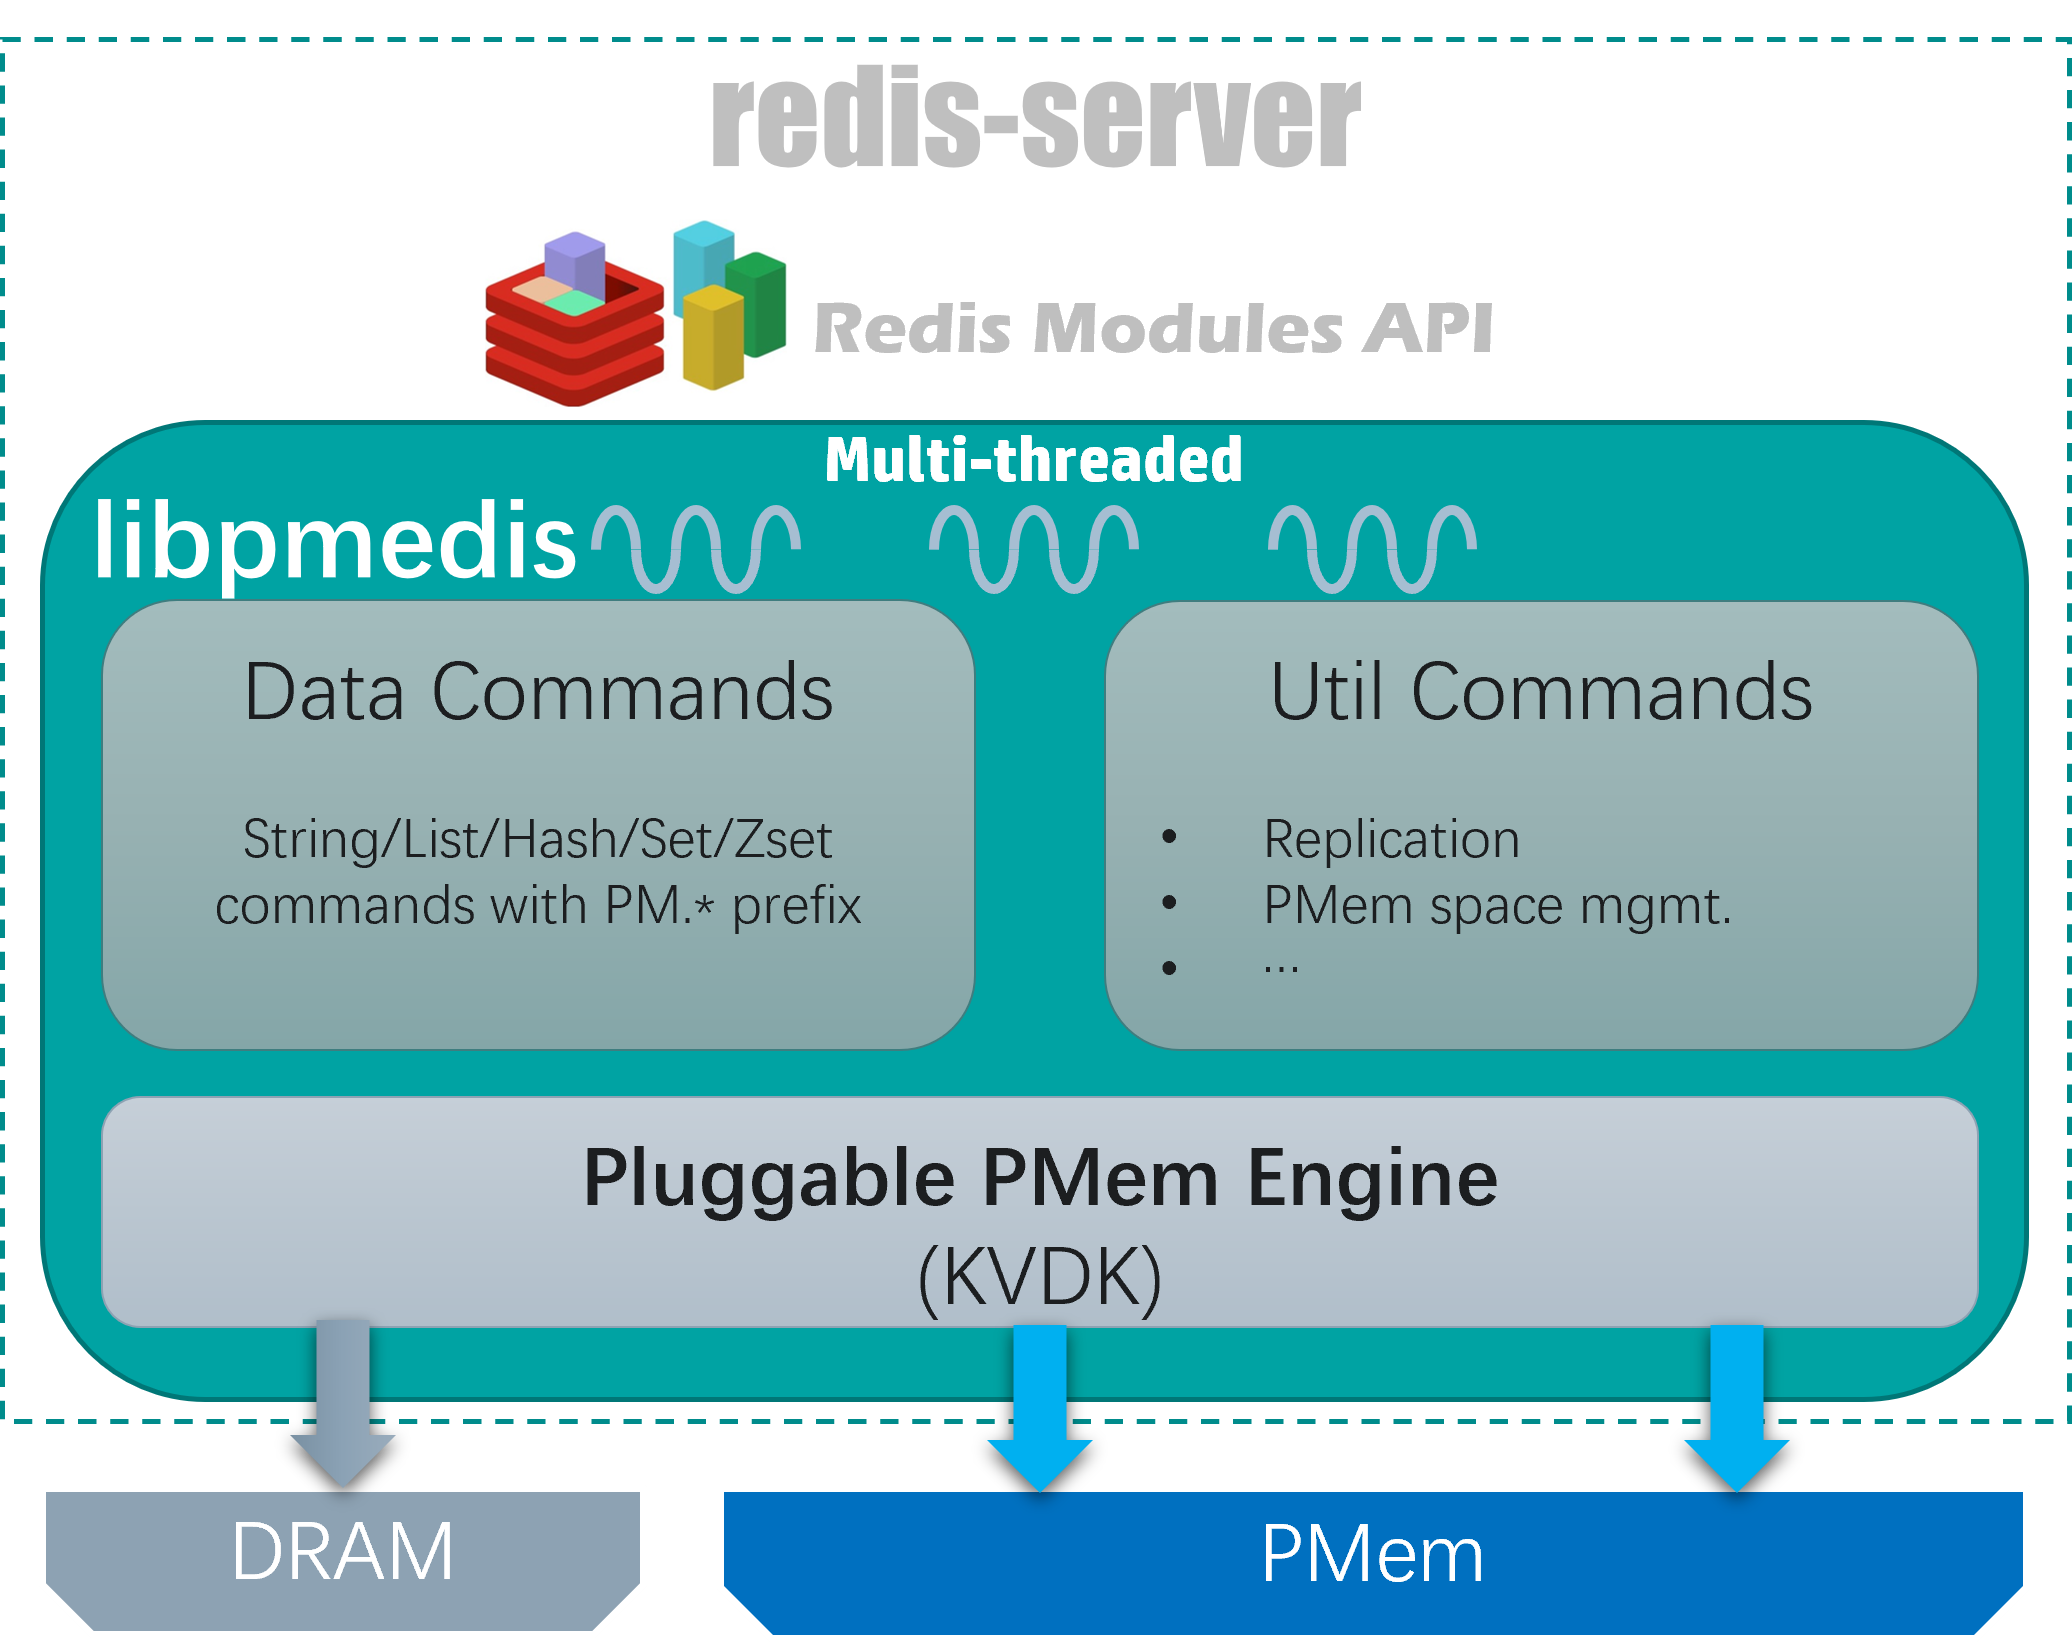 redis-server
Redis Modules API
Multi-threaded
libpmedis
Data Commands
String/List/Hash/Set/Zset
commands with PM.* prefix
Util Commands
• Replication
• PMem space mgmt.
• ...
Pluggable PMem Engine
(KVDK)
DRAM
PMem